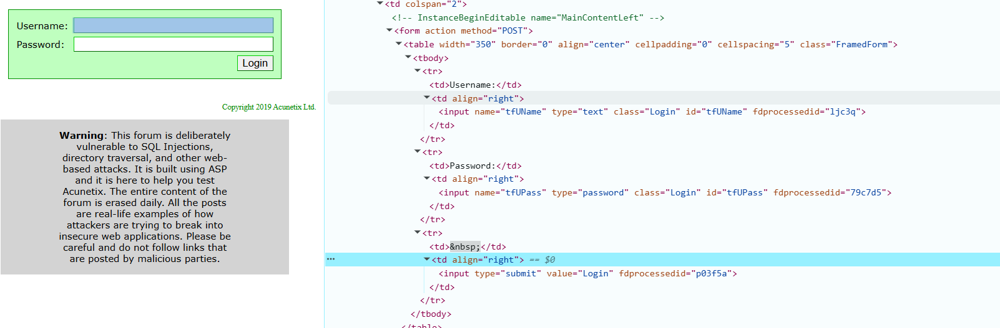 Username:
Password:
Login
Copyright 2019 Acunetix Ltd.
Warning: This forum is deliberately
vulnerable to SQL Injections,
directory traversal, and other web-
based attacks. It is built using ASP
and it is here to help you test
Acunetix. The entire content of the
forum is erased daily. All the posts
are real-life examples of how
attackers are trying to break into
insecure web applications. Please be
careful and do not follow links that
are posted by malicious parties.
<td colspan="2">
<!-- InstanceBeginEditable name="MainContentLeft" -->
<form action method="POST">
<table width="350" border="0" align="center" cellpadding="0" cellspacing="5" class="FramedForm">
<tbody>
<tr>
<td>Username:</td>
<td align="right">
<input name="tfUName" type="text" class="Login" id="tfUName" fdprocessedid="ljc3q">
</td>
</tr>
<tr>
<td>Password:</td>
<td align="right">
<input name="tfUPass" type="password" class="Login" id="tfUPass" fdprocessedid="79c7d5">
</td>
</tr>
<tr>
<td>&nbsp;</td>
<td align="right"> == $0
<input type="submit" value="Login" fdprocessedid="p03f5a">
</td>
</tr>
</tbody>
</table>